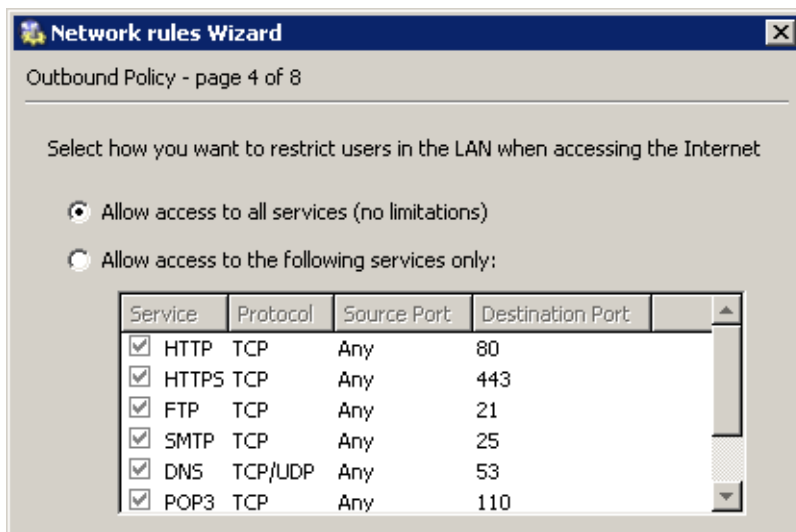 Network rules Wizard
Outbound Policy - page 4 of 8
Select how you want to restrict users in the LAN when accessing the Internet
Allow access to all services (no limitations)
Allow access to the following services only:
Service Protocol Source Port Destination Port
HTTP TCP Any 80
HTTPS TCP Any 443
FTP TCP Any 21
SMTP TCP Any 25
DNS TCP/UDP Any 53
POP3 TCP Any 110